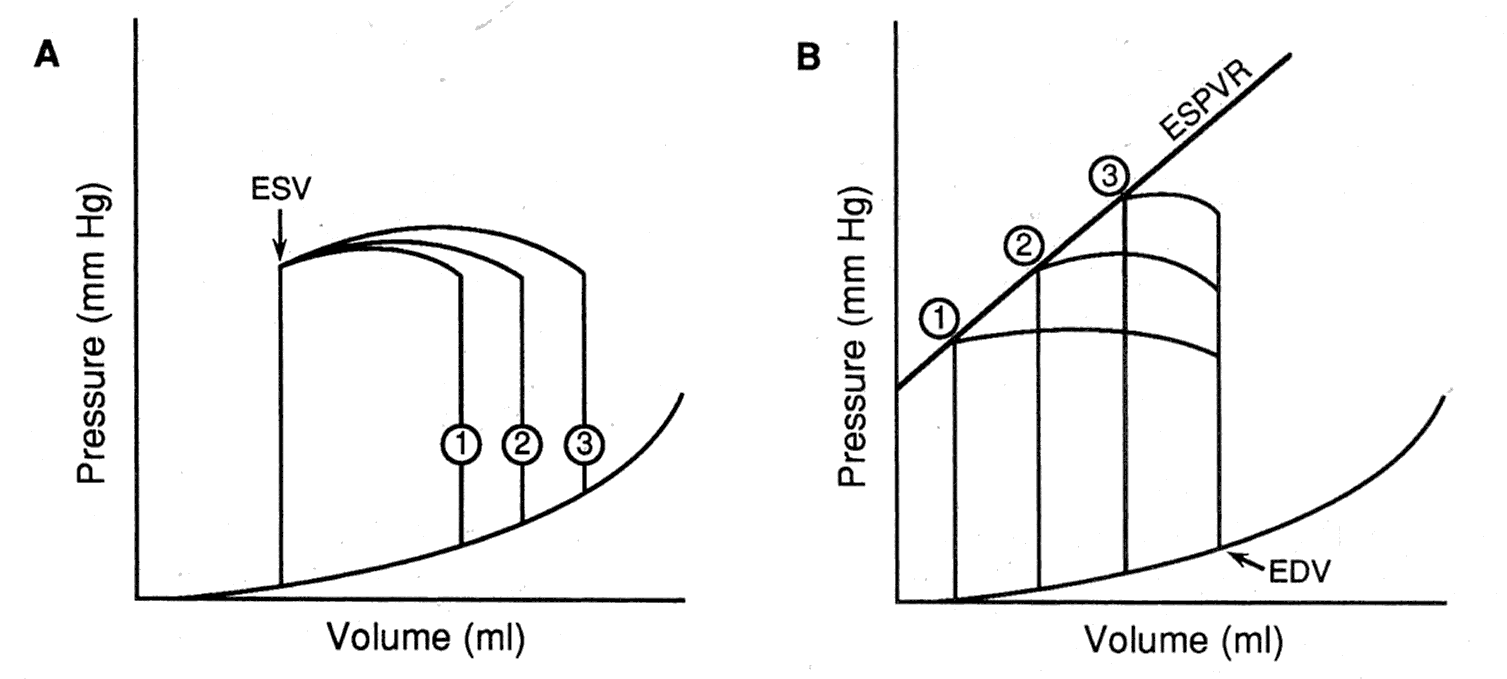 A
ESV
1
2
3
Pressure (mm Hg)
Volume (ml)
B
ESPVR
3
2
1
EDV
Pressure (mm Hg)
Volume (ml)